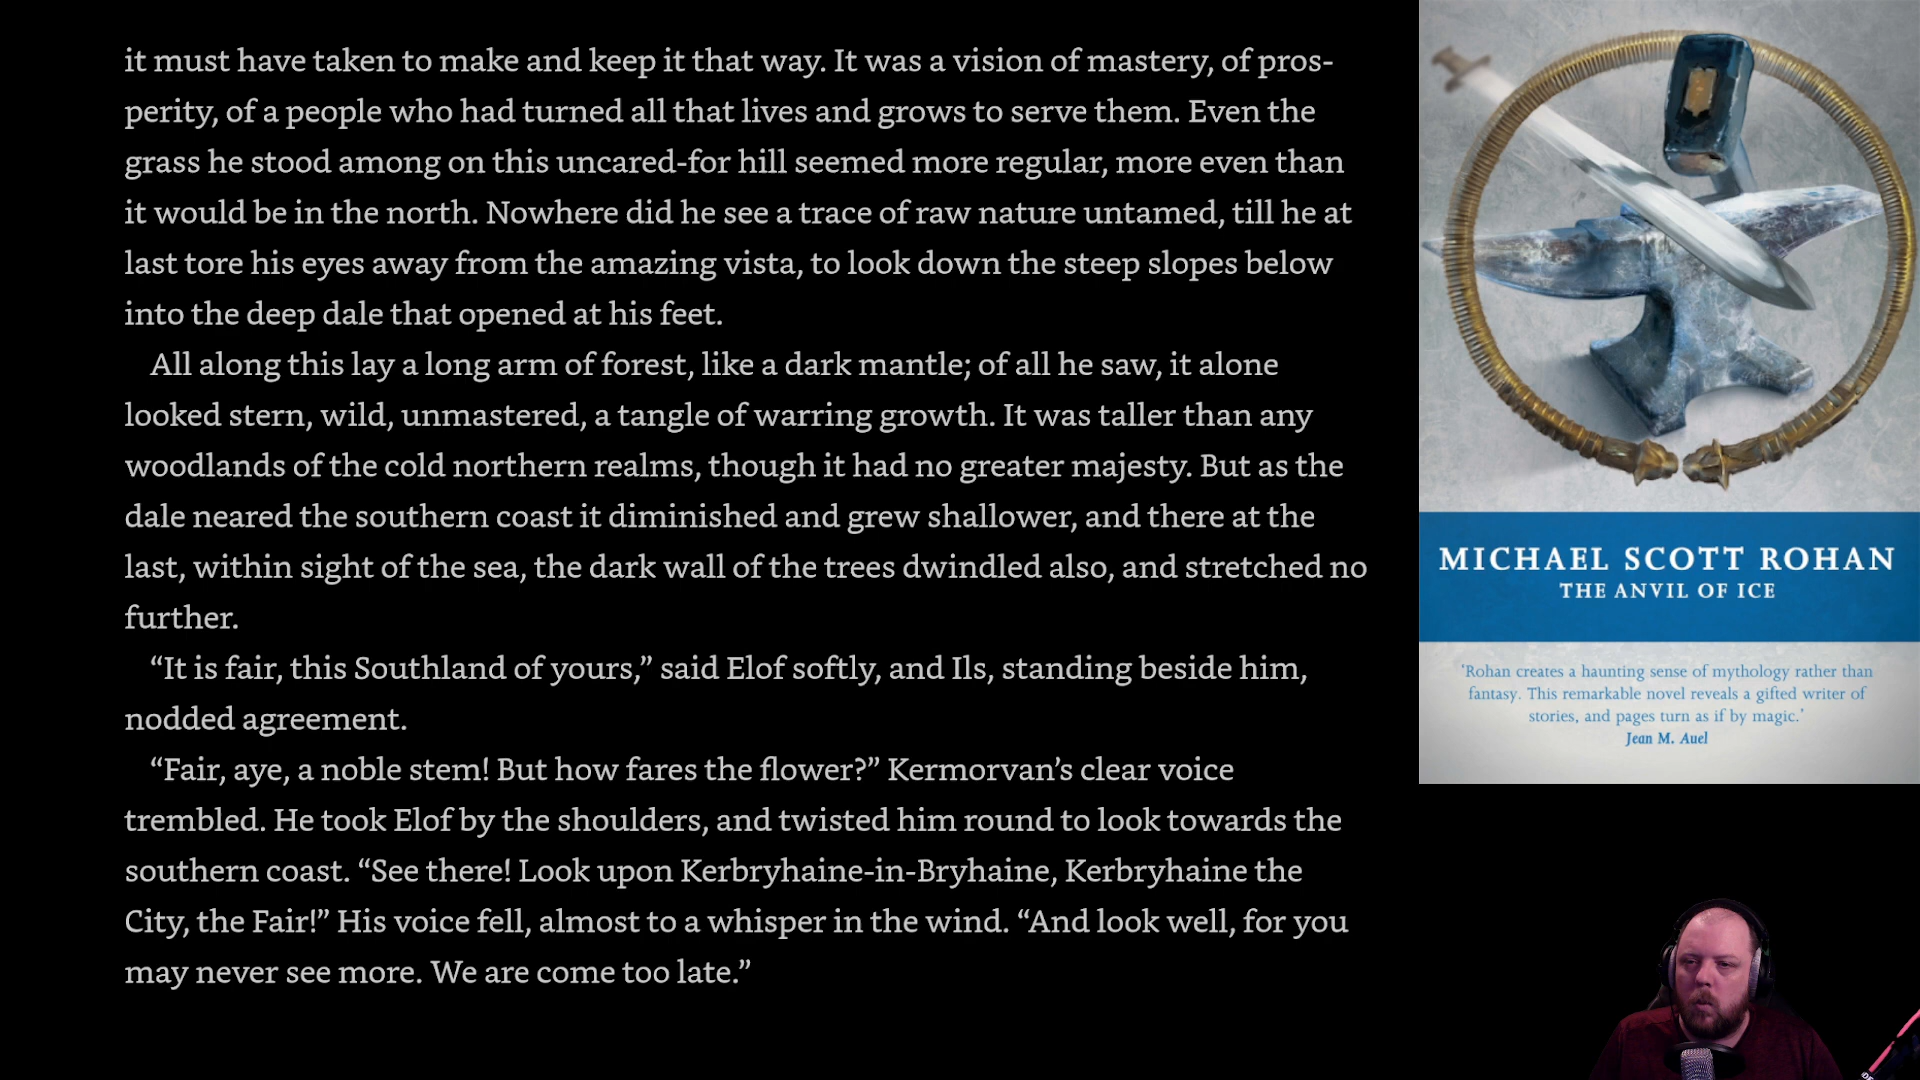 it must have taken to make and keep it that way. It was a vision of mastery, of pros-
perity, of a people who had turned all that lives and grows to serve them. Even the
grass he stood among on this uncared-for hill seemed more regular, more even than
it would be in the north. Nowhere did he see a trace of raw nature untamed, till he at
last tore his eyes away from the amazing vista, to look down the steep slopes below
into the deep dale that opened at his feet.
All along this lay a long arm of forest, like a dark mantle; of all he saw, it alone
looked stern, wild, unmastered, a tangle of warring growth. It was taller than any
woodlands of the cold northern realms, though it had no greater majesty. But as the
dale neared the southern coast it diminished and grew shallower, and there at the
last, within sight of the sea, the dark wall of the trees dwindled also, and stretched no
further.
“It is fair, this Southland of yours,” said Elof softly, and Ils, standing beside him,
nodded agreement.
“Fair, aye, a noble stem! But how fares the flower?” Kermorvan’s clear voice
trembled. He took Elof by the shoulders, and twisted him round to look towards the
southern coast. “See there! Look upon Kerbryhaine-in-Bryhaine, Kerbryhaine the
City, the Fair!” His voice fell, almost to a whisper in the wind. “And look well, for you
may never see more. We are come too late.”
MICHAEL SCOTT ROHAN
THE ANVIL OF ICE
‘Rohan creates a haunting sense of mythology rather than
fantasy. This remarkable novel reveals a gifted writer of
stories, and pages turn as if by magic.’
Jean M. Auel